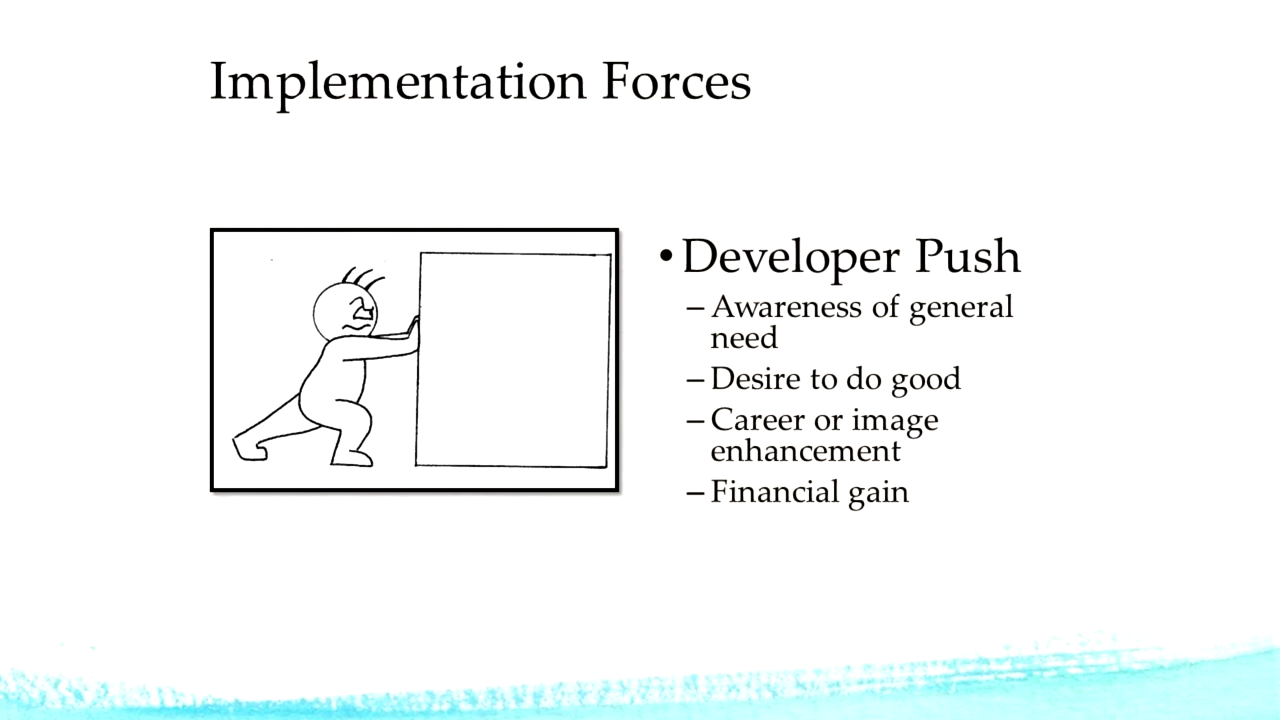 Implementation Forces
• Developer Push
– Awareness of general
need
– Desire to do good
– Career or image
enhancement
– Financial gain